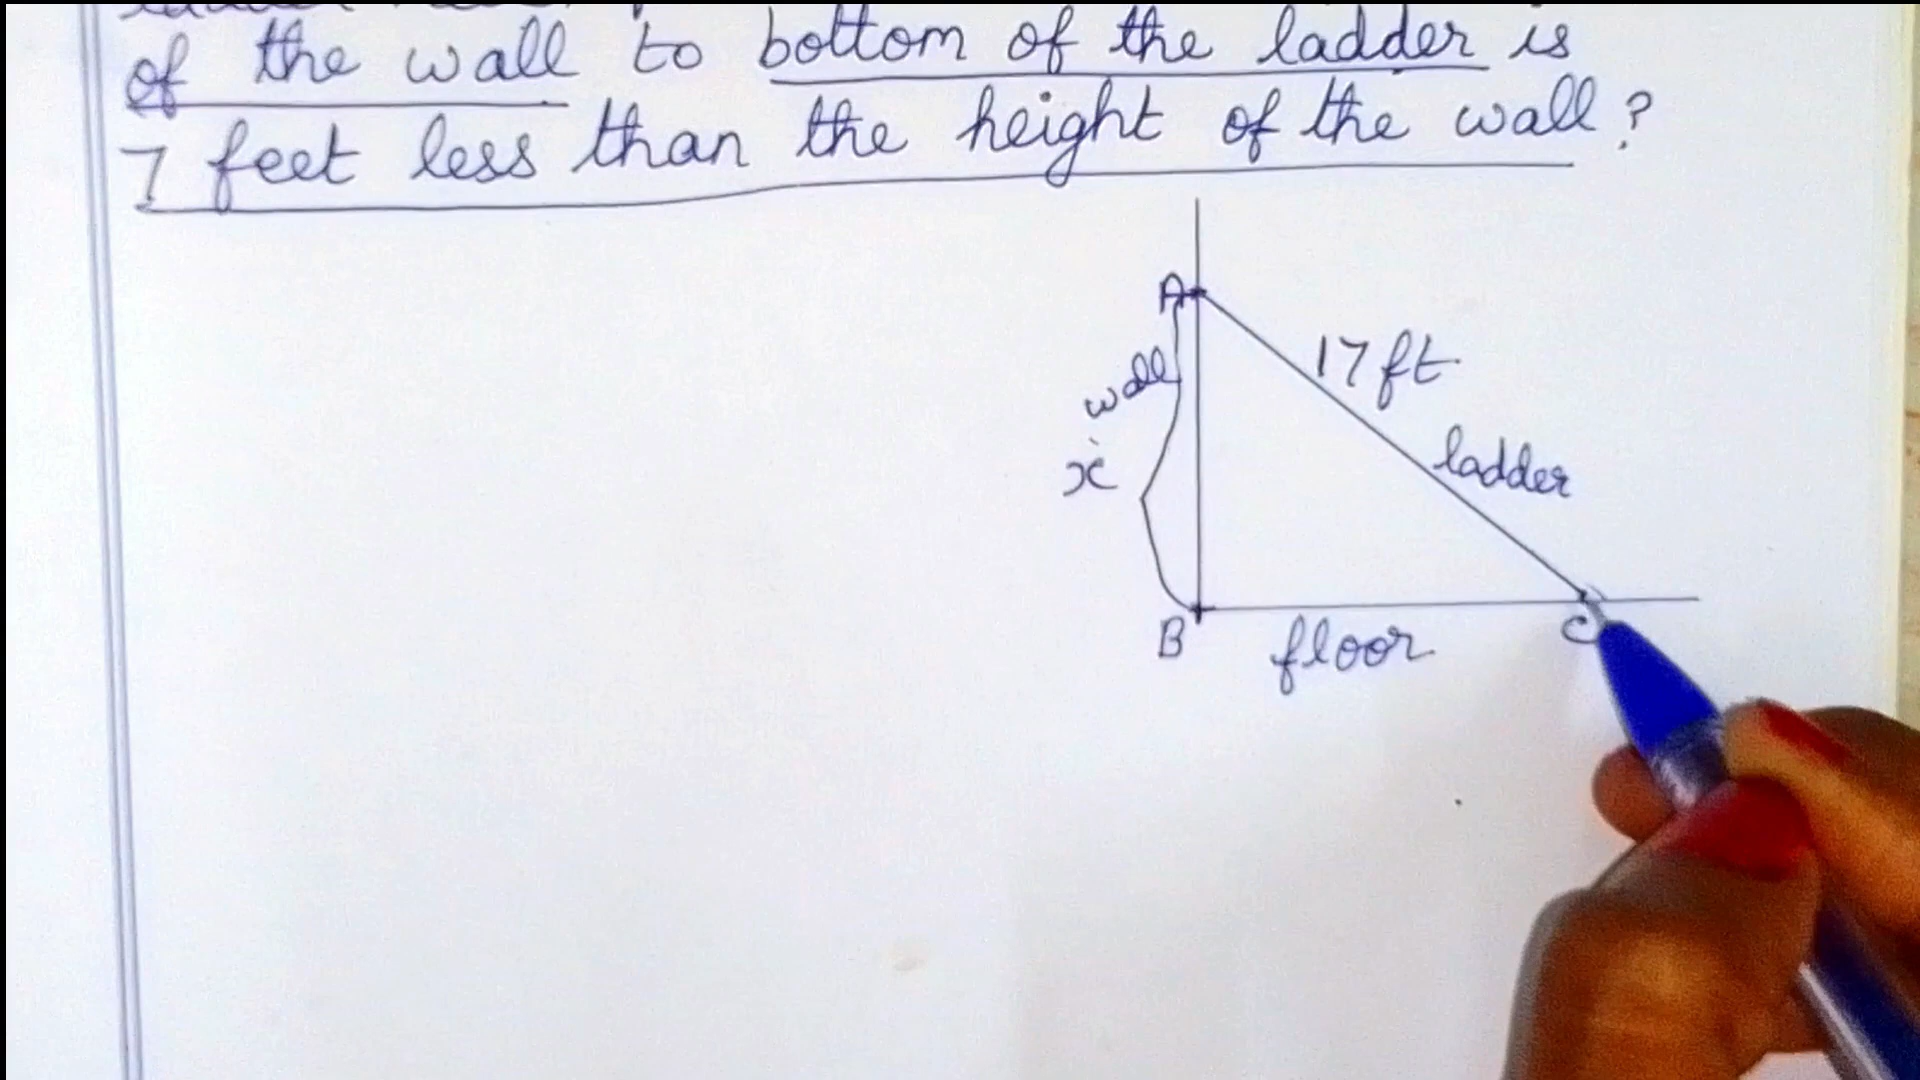 ladder
of the wall to bottom of the ladder is
7 feet less than the height of the wall?
A
17 ft
wall
x
ladder
B
floor
C